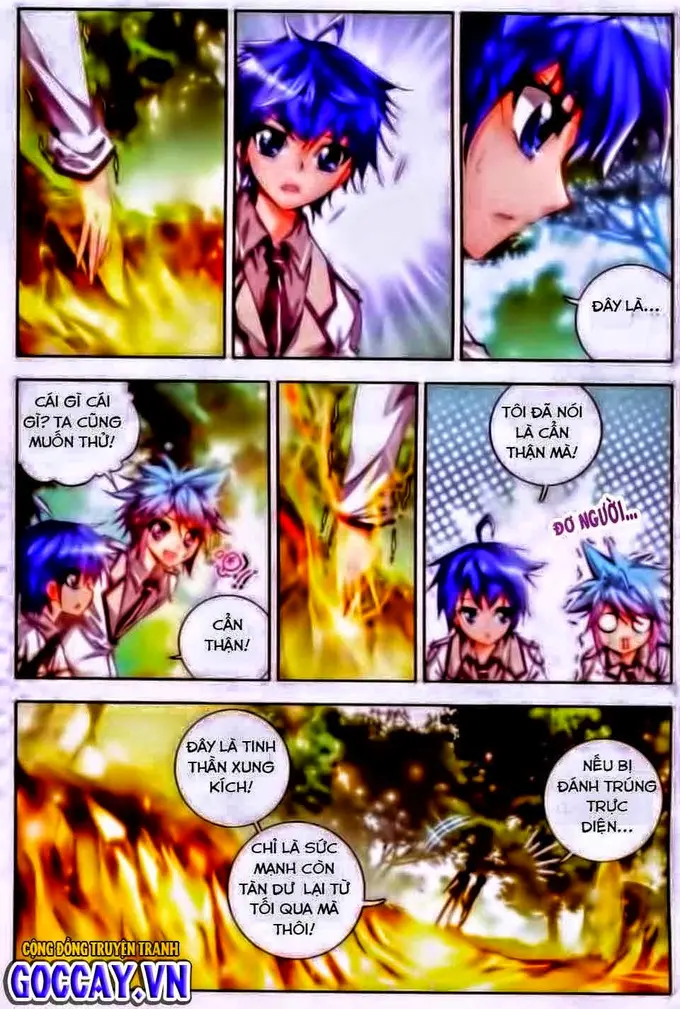 ĐÂY LÀ...
CÁI GÌ CÁI
GÌ? TA CŨNG
MUỐN THỬ!
CẨN
THẬN!
TÔI ĐÃ NÓI
LÀ CẨN
THẬN MÀ!
ĐƠ NGƯỜI...
ĐÂY LÀ TINH
THẦN XUNG
KÍCH!
CHỈ LÀ SỨC
MẠNH CÒN
TÀN DƯ LẠI TỪ
TỐI QUA MÀ
THÔI!
NẾU BỊ
ĐÁNH TRÚNG
TRỰC
DIỆN...
CỘNG ĐỒNG TRUYỆN TRANH
GOCCAY.VN